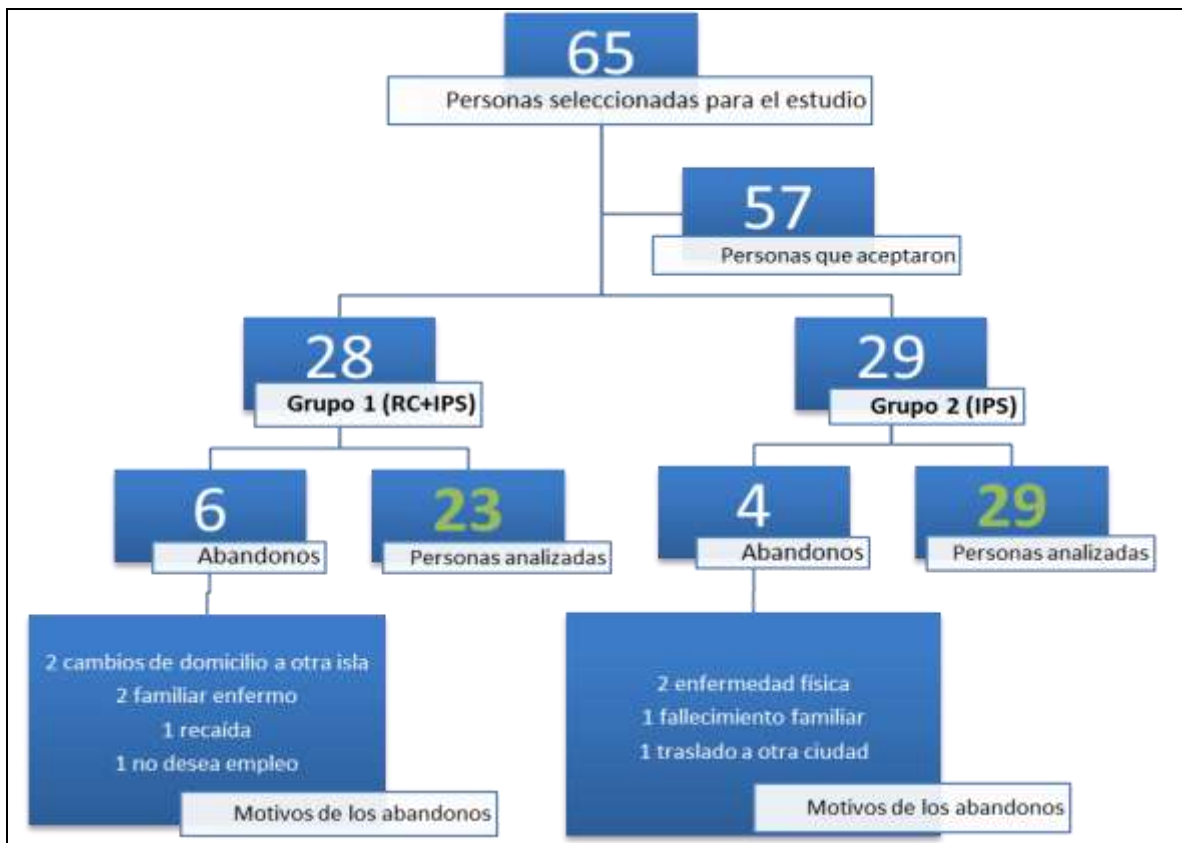 65
Personas seleccionadas para el estudio
57
Personas que aceptaron
28
Grupo 1 (RC+IPS)
29
Grupo 2 (IPS)
6
Abandonos
23
Personas analizadas
4
Abandonos
29
Personas analizadas
2 cambios de domicilio a otra isla
2 familiar enfermo
1 recaída
1 no desea empleo
Motivos de los abandonos
2 enfermedad física
1 fallecimiento familiar
1 traslado a otra ciudad
Motivos de los abandonos